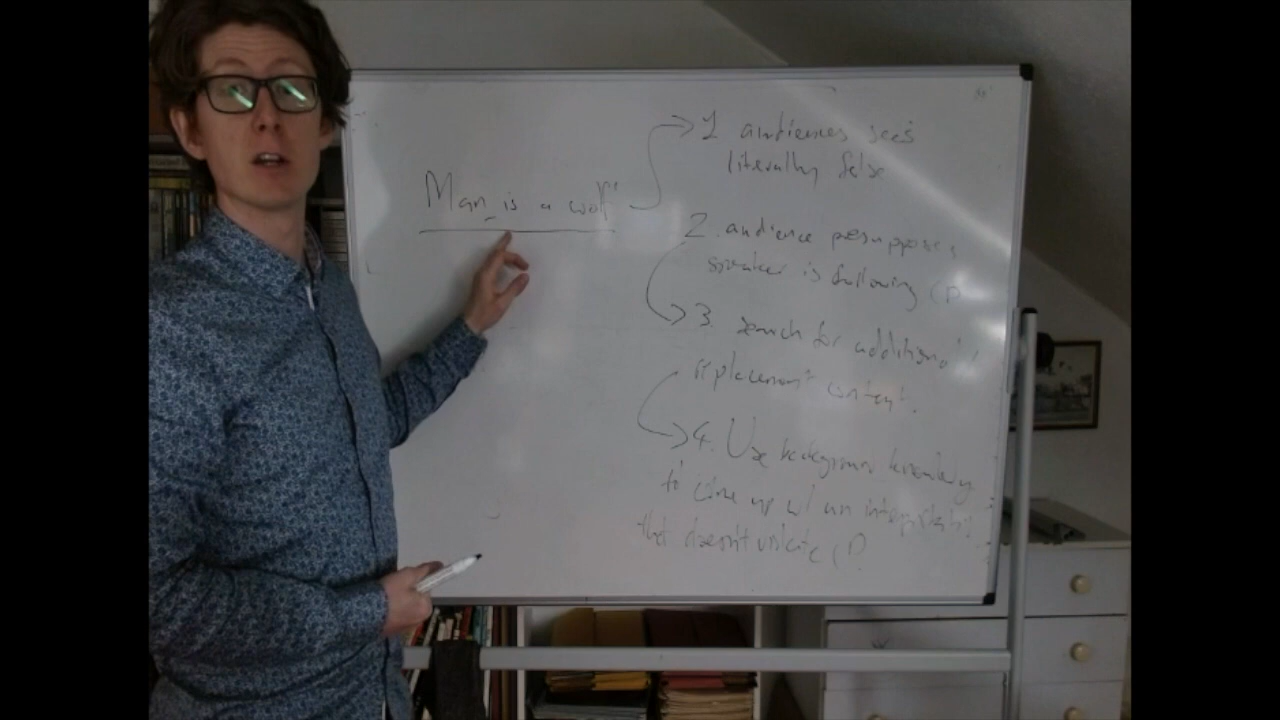 Man is a wolf
1 audiences sees
literally false
2. audience presupposes
speaker is following CP
3. search for additional /
replacement content.
4. Use background knowledge
to come up w/ an interpretation
that doesn't violate CP